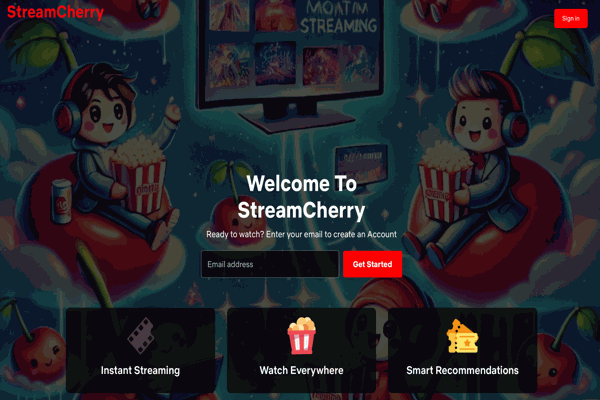 StreamCherry
Sign in
STREAMING
Welcome To
StreamCherry
Ready to watch? Enter your email to create an Account
Email address
Get Started
Instant Streaming
Watch Everywhere
Smart Recommendations